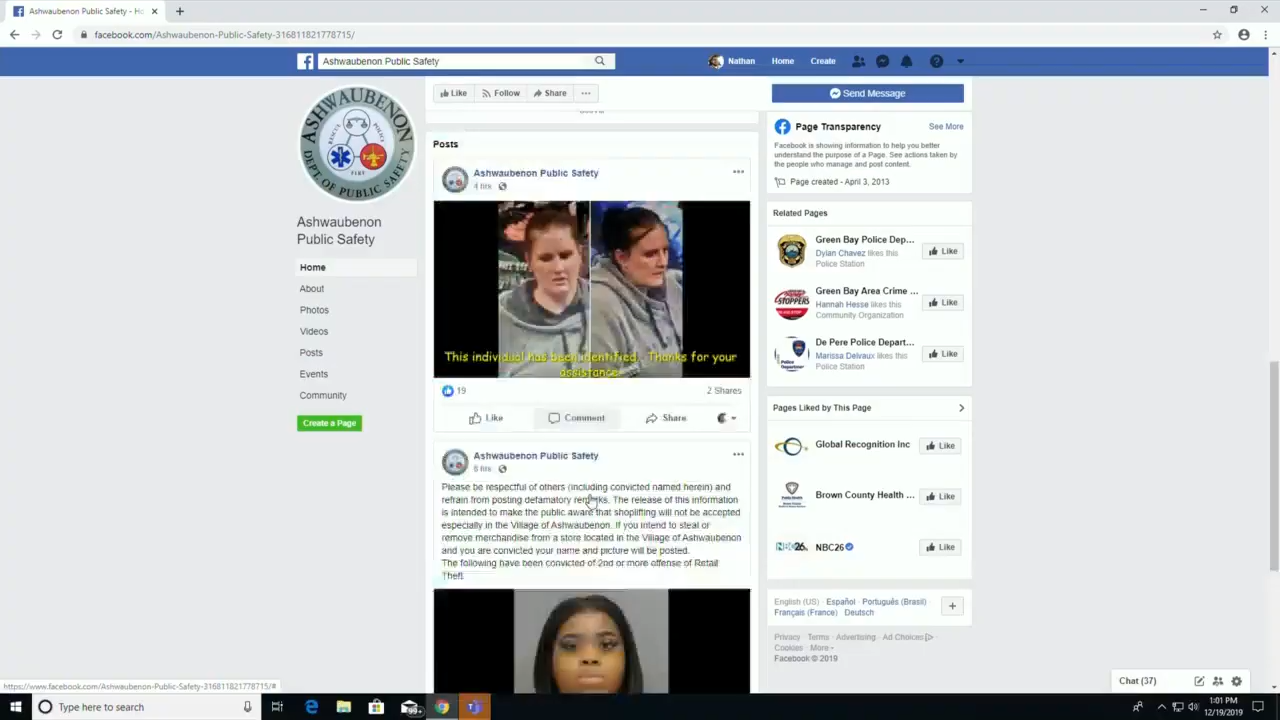 Ashwaubenon Public Safety - Ho
facebook.com/Ashwaubenon-Public-Safety-316811821778715/
Ashwaubenon Public Safety
Nathan
Home
Create
ASHWAUBENON
DEPT OF PUBLIC SAFETY
RESCUE
POLICE
FIRE
Ashwaubenon
Public Safety
Home
About
Photos
Videos
Posts
Events
Community
Create a Page
Like
Follow
Share
Posts
Ashwaubenon Public Safety
4 hrs
This individual has been identified. Thanks for your
assistance.
19
2 Shares
Like
Comment
Share
Ashwaubenon Public Safety
6 hrs
Please be respectful of others (including convicted named herein) and
refrain from posting defamatory remarks. The release of this information
is intended to make the public aware that shoplifting will not be accepted
especially in the Village of Ashwaubenon. If you intend to steal or
remove merchandise from a store located in the Village of Ashwaubenon
and you are convicted your name and picture will be posted.
The following have been convicted of 2nd or more offense of Retail
Theft.
Send Message
Page Transparency
See More
Facebook is showing information to help you better
understand the purpose of a Page. See actions taken by
the people who manage and post content.
Page created - April 3, 2013
Related Pages
Green Bay Police Dep...
Dylan Chavez likes this
Police Station
Like
Green Bay Area Crime ...
Hannah Hesse likes this
Community Organization
Like
De Pere Police Depart...
Marissa Delvaux likes this
Police Station
Like
Pages Liked by This Page
Global Recognition Inc
Like
Brown County Health ...
Like
NBC26
Like
English (US) · Español · Português (Brasil) ·
Français (France) · Deutsch
Privacy · Terms · Advertising · Ad Choices ·
Cookies · More
Facebook © 2019
Chat (37)
https://www.facebook.com/Ashwaubenon-Public-Safety-316811821778715/#
Type here to search
99+
1:01 PM
12/19/2019